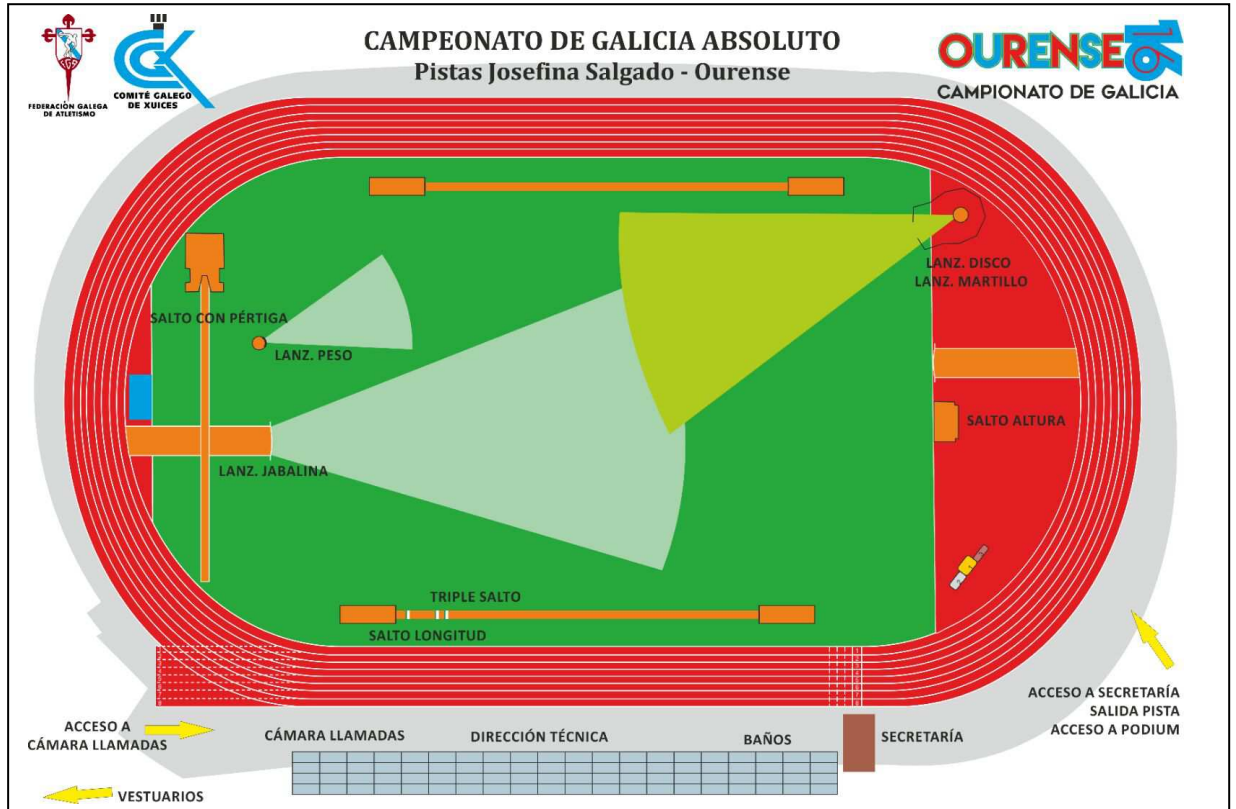 FEDERACIÓN GALEGA
DE ATLETISMO
COMITÉ GALEGO
DE XUICES
CAMPEONATO DE GALICIA ABSOLUTO
Pistas Josefina Salgado - Ourense
OURENSE16
CAMPIONATO DE GALICIA
LANZ. DISCO
LANZ. MARTILLO
SALTO CON PÉRTIGA
LANZ. PESO
SALTO ALTURA
LANZ. JABALINA
TRIPLE SALTO
SALTO LONGITUD
ACCESO A SECRETARÍA
SALIDA PISTA
ACCESO A PODIUM
ACCESO A
CÁMARA LLAMADAS
CÁMARA LLAMADAS
DIRECCIÓN TÉCNICA
BAÑOS
SECRETARÍA
VESTUARIOS